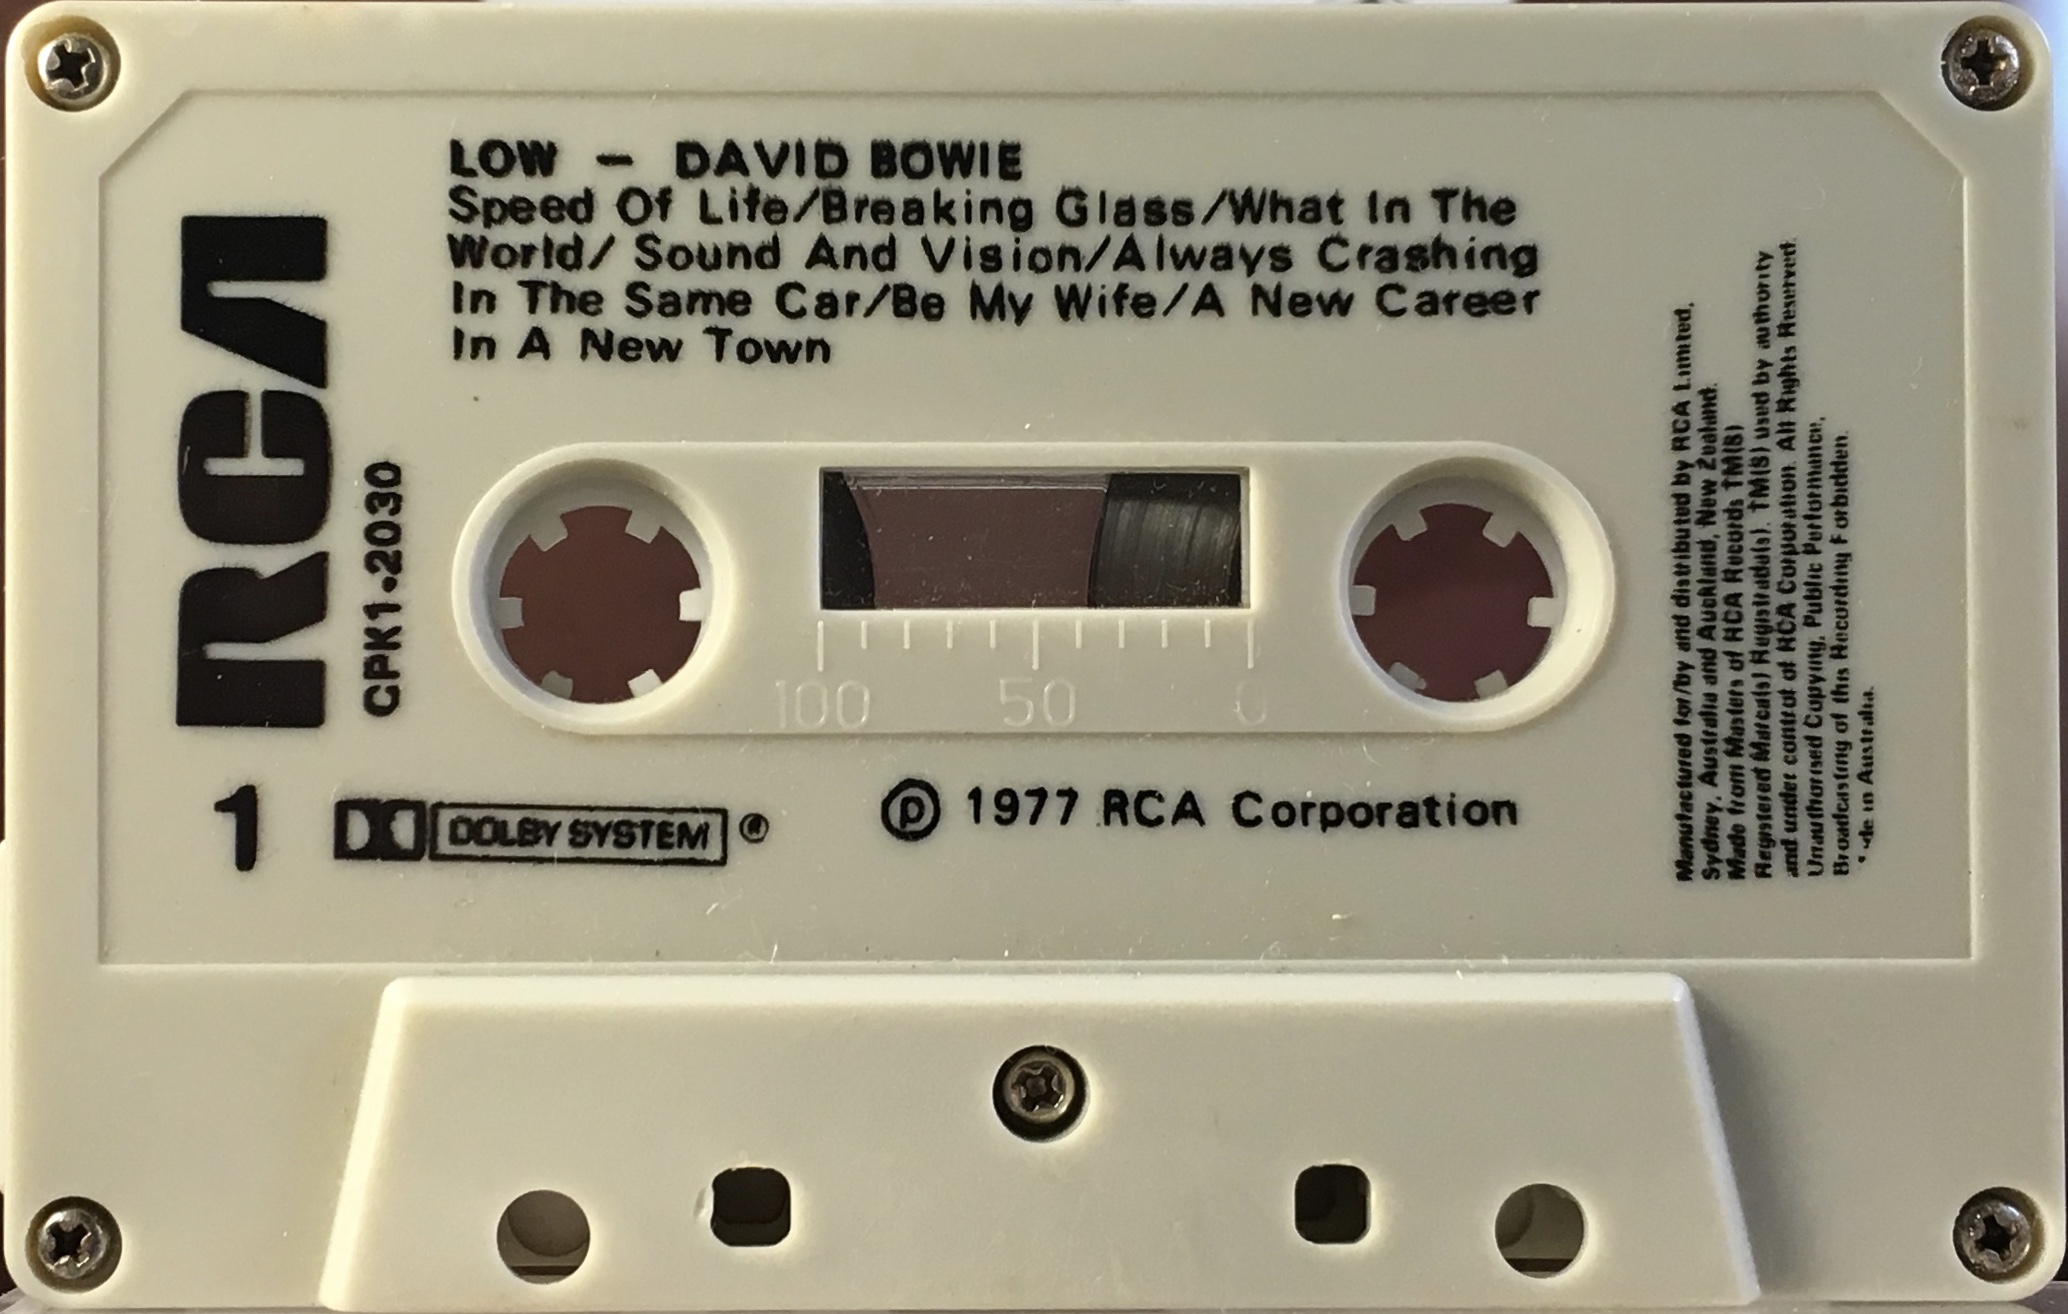 LOW — DAVID BOWIE
Speed Of Life/Breaking Glass/What In The
World/ Sound And Vision/Always Crashing
In The Same Car/Be My Wife/A New Career
In A New Town
RCA
CPK1·2030
100 50 0
1
DOLBY SYSTEM ®
℗ 1977 RCA Corporation
Manufactured for/by and distributed by RCA Limited,
Sydney, Australia and Auckland, New Zealand.
Made from Masters of RCA Records TM(S)
Registered Marca(s) Registrada(s). TM(S) used by authority
and under control of RCA Corporation. All Rights Reserved.
Unauthorised Copying, Public Performance,
Broadcasting of this Recording Forbidden.
in Australia.